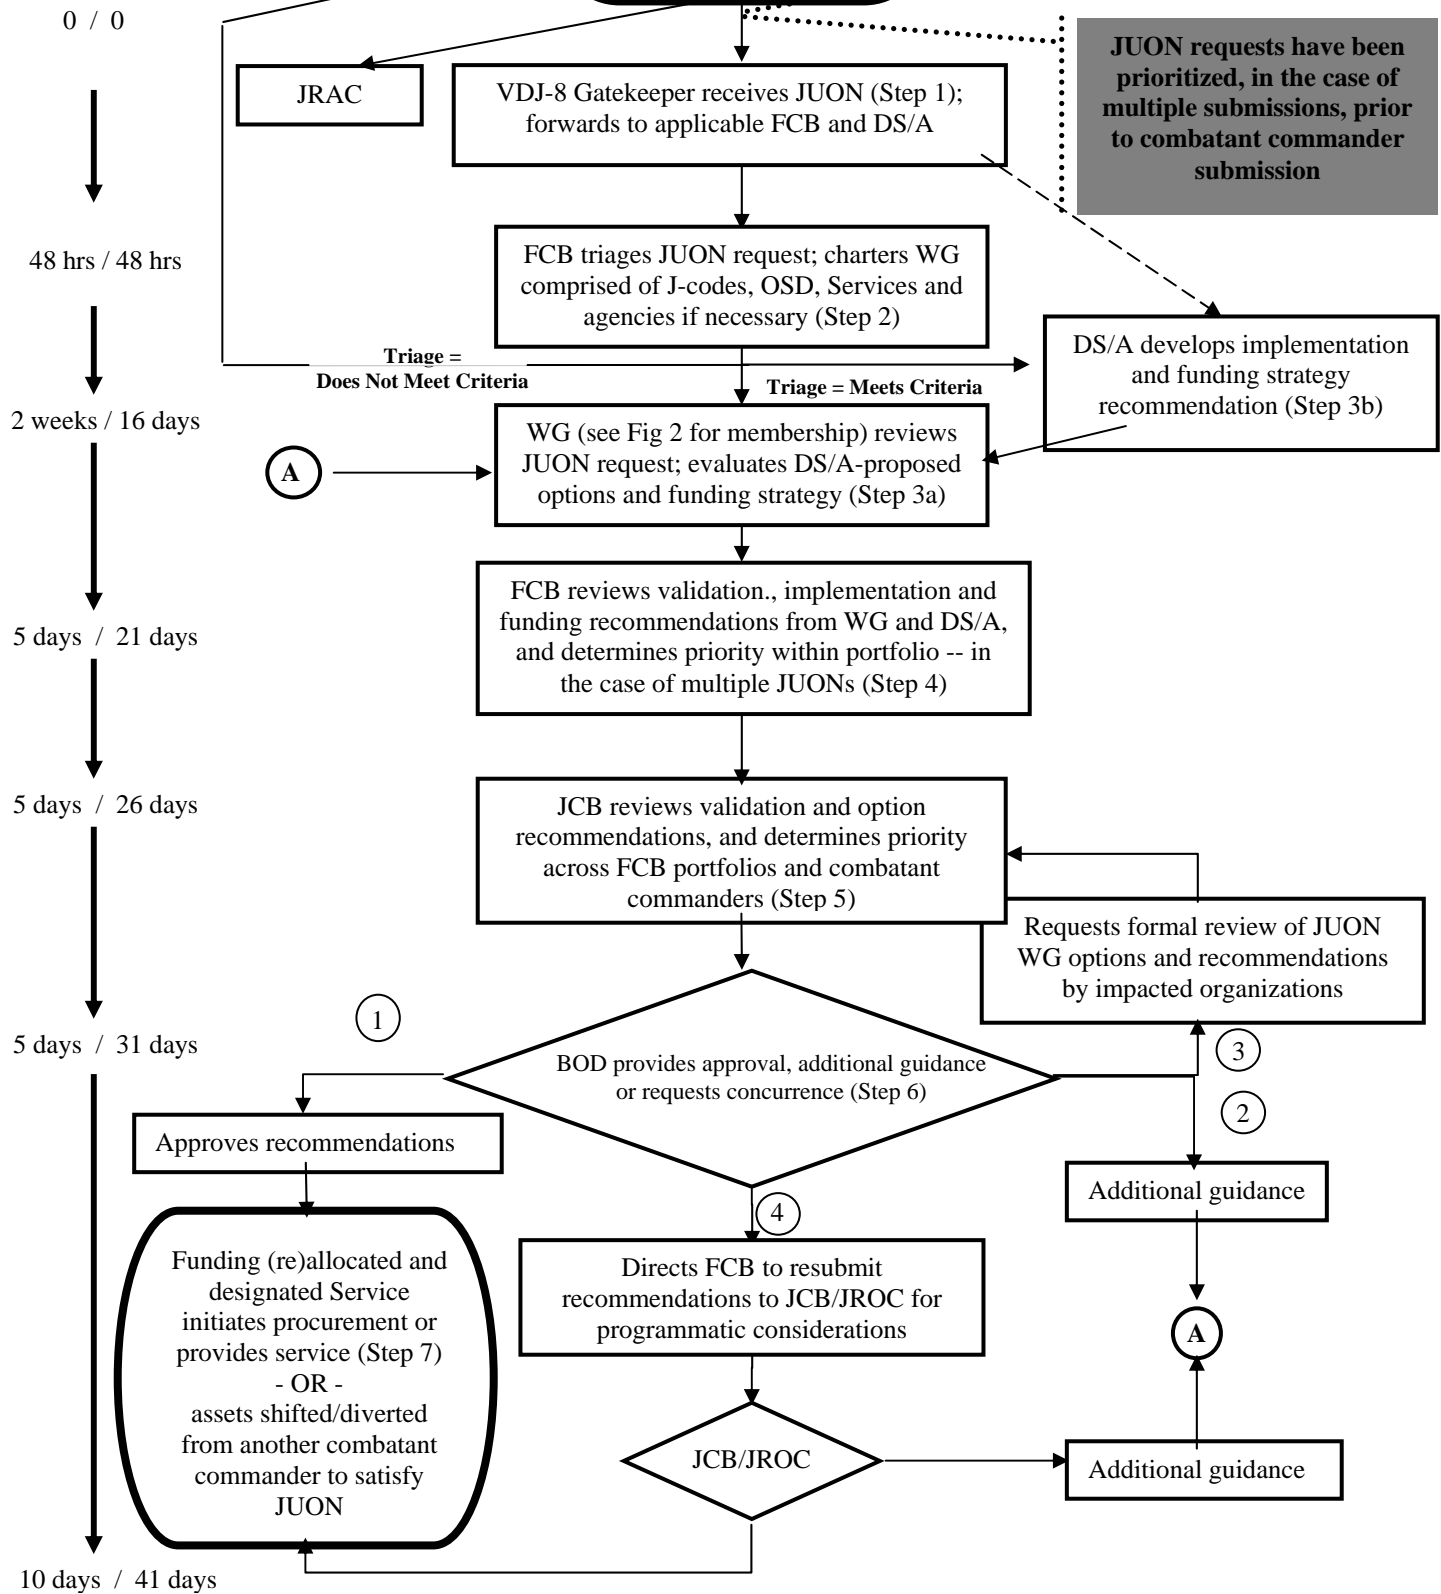 0 / 0
JRAC
VDJ-8 Gatekeeper receives JUON (Step 1);
forwards to applicable FCB and DS/A
JUON requests have been
prioritized, in the case of
multiple submissions, prior
to combatant commander
submission
48 hrs / 48 hrs
FCB triages JUON request; charters WG
comprised of J-codes, OSD, Services and
agencies if necessary (Step 2)
Triage =
Does Not Meet Criteria
Triage = Meets Criteria
DS/A develops implementation
and funding strategy
recommendation (Step 3b)
2 weeks / 16 days
A
WG (see Fig 2 for membership) reviews
JUON request; evaluates DS/A-proposed
options and funding strategy (Step 3a)
5 days / 21 days
FCB reviews validation., implementation and
funding recommendations from WG and DS/A,
and determines priority within portfolio -- in
the case of multiple JUONs (Step 4)
5 days / 26 days
JCB reviews validation and option
recommendations, and determines priority
across FCB portfolios and combatant
commanders (Step 5)
Requests formal review of JUON
WG options and recommendations
by impacted organizations
5 days / 31 days
1
BOD provides approval, additional guidance
or requests concurrence (Step 6)
3
2
Approves recommendations
Additional guidance
4
Funding (re)allocated and
designated Service
initiates procurement or
provides service (Step 7)
- OR -
assets shifted/diverted
from another combatant
commander to satisfy
JUON
Directs FCB to resubmit
recommendations to JCB/JROC for
programmatic considerations
A
JCB/JROC
Additional guidance
10 days / 41 days